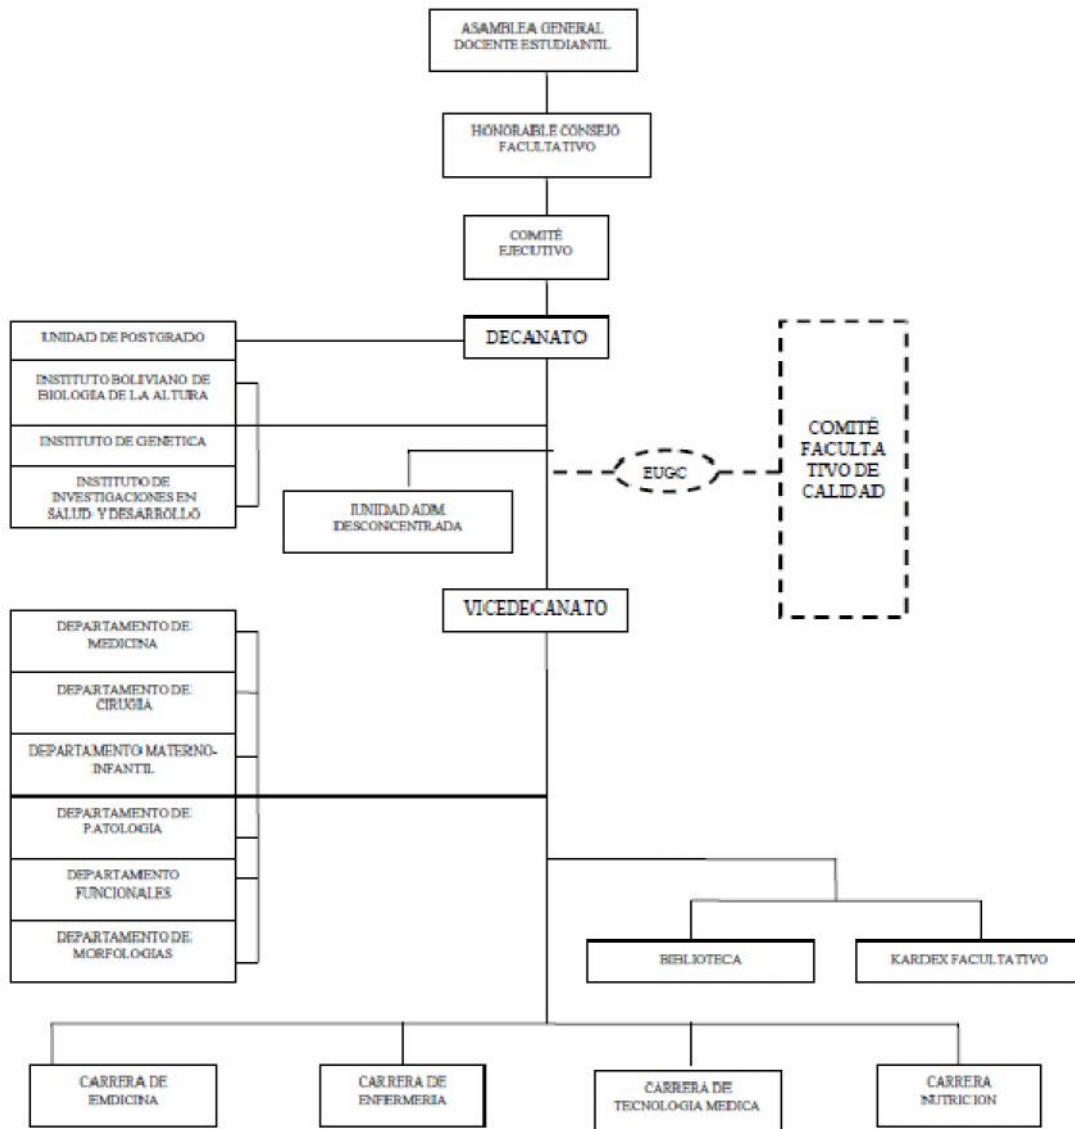 ASAMBLEA GENERAL
DOCENTE ESTUDIANTIL
HONORABLE CONSEJO
FACULTATIVO
COMITÉ
EJECUTIVO
DECANATO
UNIDAD DE POSTGRADO
INSTITUTO BOLIVIANO DE
BIOLOGIA DE LA ALTURA
INSTITUTO DE GENETICA
INSTITUTO DE
INVESTIGACIONES EN
SALUD Y DESARROLLO
UNIDAD ADM.
DESCONCENTRADA
EUGC
COMITÉ
FACULTA
TIVO DE
CALIDAD
VICEDECANATO
DEPARTAMENTO DE
MEDICINA
DEPARTAMENTO DE
CIRUGIA
DEPARTAMENTO MATERNO-
INFANTIL
DEPARTAMENTO DE
PATOLOGIA
DEPARTAMENTO
FUNCIONALES
DEPARTAMENTO DE
MORFOLOGIAS
BIBLIOTECA
KARDEX FACULTATIVO
CARRERA DE
EMDICINA
CARRERA DE
ENFERMERIA
CARRERA DE
TECNOLOGIA MEDICA
CARRERA
NUTRICION